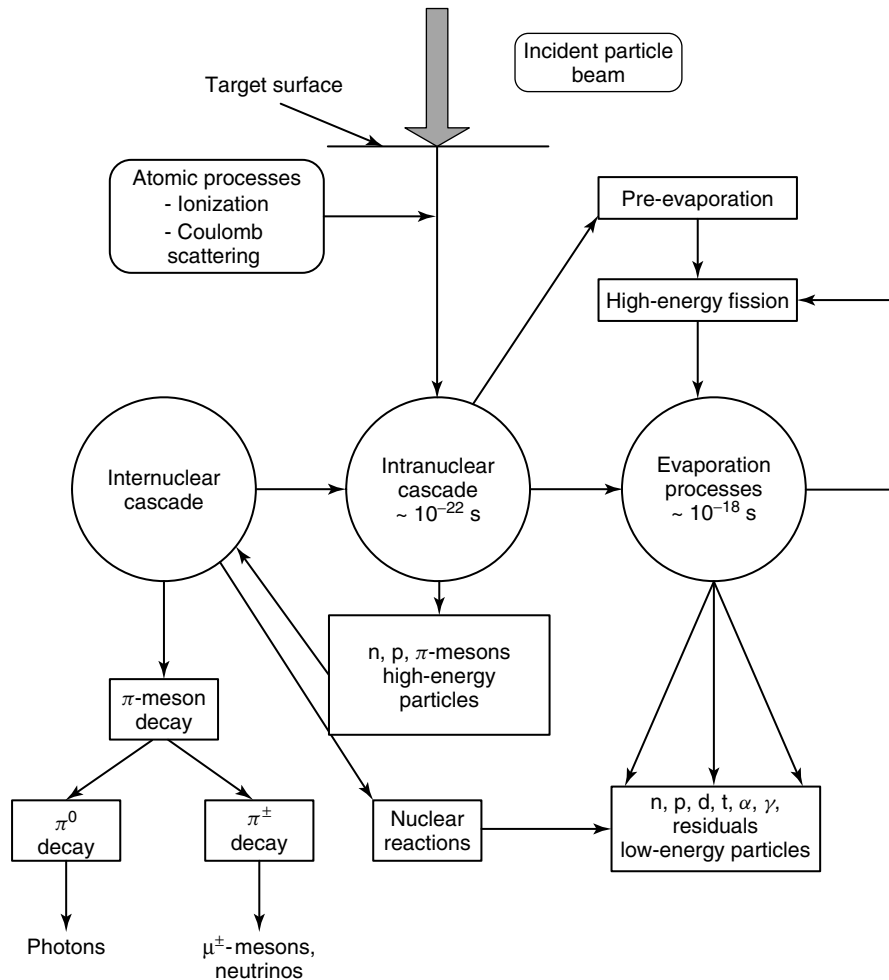 Incident particle
beam
Target surface
Atomic processes
- Ionization
- Coulomb
scattering
Pre-evaporation
High-energy fission
Internuclear
cascade
Intranuclear
cascade
~ 10⁻²² s
Evaporation
processes
~ 10⁻¹⁸ s
n, p, π-mesons
high-energy
particles
π-meson
decay
π⁰
decay
π±
decay
Nuclear
reactions
n, p, d, t, α, γ,
residuals
low-energy particles
Photons
μ±-mesons,
neutrinos